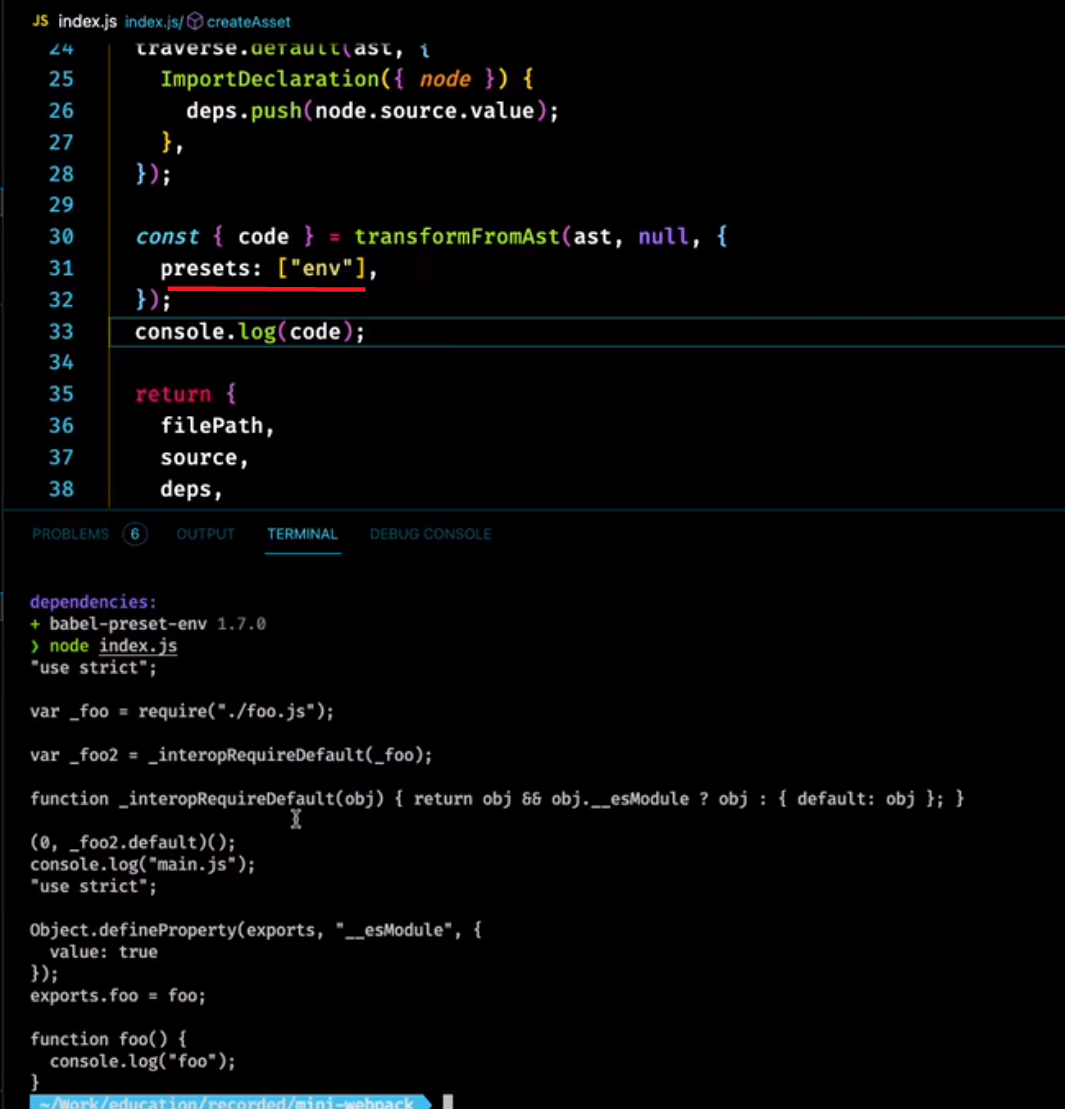 JS index.js index.js/ createAsset
24 traverse.default(ast, {
25 ImportDeclaration({ node }) {
26 deps.push(node.source.value);
27 },
28 });
29
30 const { code } = transformFromAst(ast, null, {
31 presets: ["env"],
32 });
33 console.log(code);
34
35 return {
36 filePath,
37 source,
38 deps,
PROBLEMS 6 OUTPUT TERMINAL DEBUG CONSOLE
dependencies:
+ babel-preset-env 1.7.0
❯ node index.js
"use strict";
var _foo = require("./foo.js");
var _foo2 = _interopRequireDefault(_foo);
function _interopRequireDefault(obj) { return obj && obj.__esModule ? obj : { default: obj }; }
(0, _foo2.default)();
console.log("main.js");
"use strict";
Object.defineProperty(exports, "__esModule", {
value: true
});
exports.foo = foo;
function foo() {
console.log("foo");
}
~/Work/education/recorded/mini-webpack